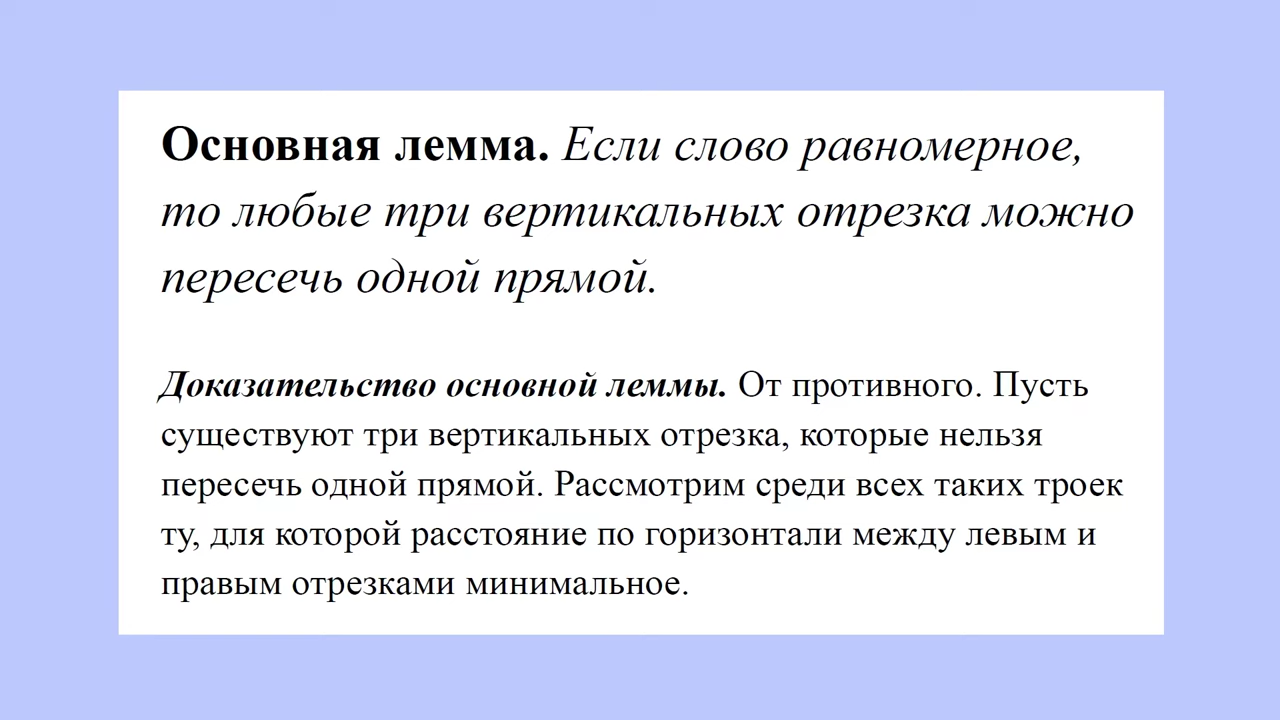 Основная лемма. Если слово равномерное,
то любые три вертикальных отрезка можно
пересечь одной прямой.
Доказательство основной леммы. От противного. Пусть
существуют три вертикальных отрезка, которые нельзя
пересечь одной прямой. Рассмотрим среди всех таких троек
ту, для которой расстояние по горизонтали между левым и
правым отрезками минимальное.